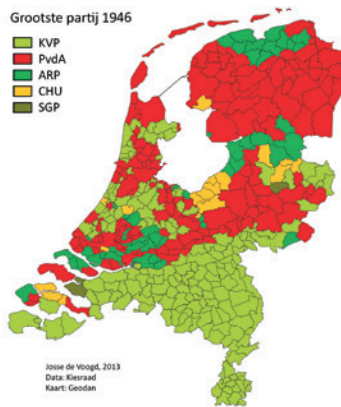 Grootste partij 1946
KVP
PvdA
ARP
CHU
SGP
Josse de Voogd, 2013
Data: Kiesraad
Kaart: Geodan